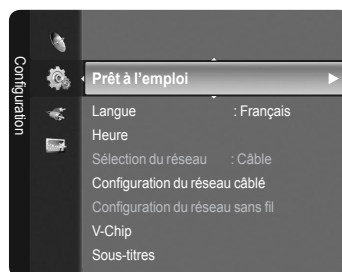 Configuration
Prêt à l'emploi
Langue : Français
Heure
Sélection du réseau : Câble
Configuration du réseau câblé
Configuration du réseau sans fil
V-Chip
Sous-titres